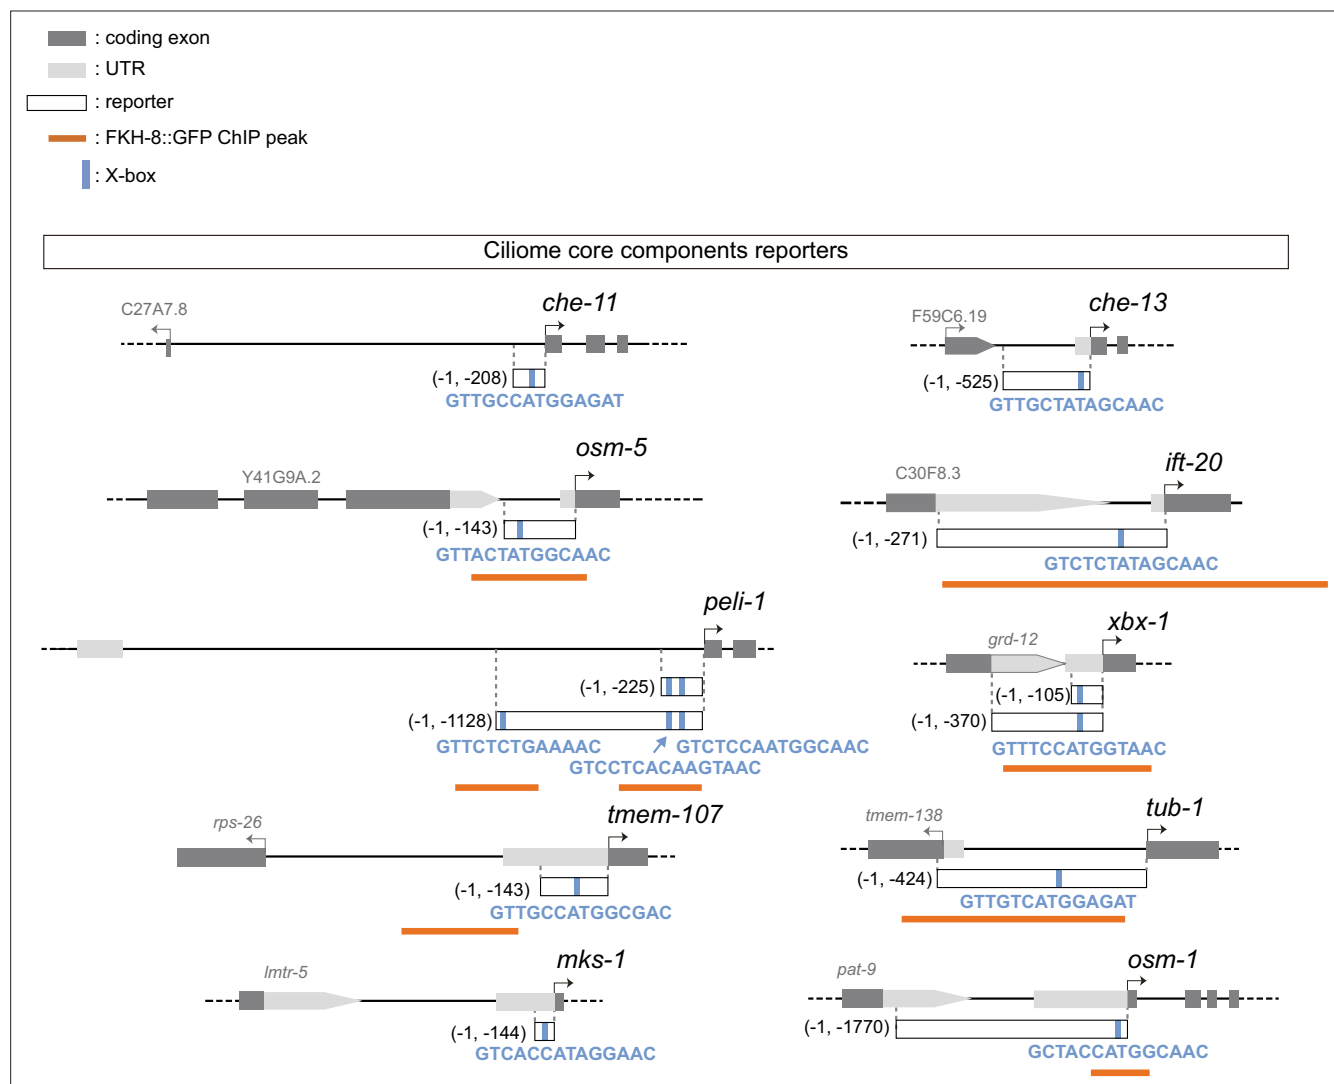 : coding exon
: UTR
: reporter
: FKH-8::GFP ChIP peak
: X-box
Ciliome core components reporters
C27A7.8
che-11
(-1, -208)
GTTGCCATGGAGAT
F59C6.19
che-13
(-1, -525)
GTTGCTATAGCAAC
Y41G9A.2
osm-5
(-1, -143)
GTTACTATGGCAAC
C30F8.3
ift-20
(-1, -271)
GTCTCTATAGCAAC
peli-1
(-1, -225)
(-1, -1128)
GTTCTCTGAAAAC
GTCTCCAATGGCAAC
GTCCTCACAAGTAAC
grd-12
xbx-1
(-1, -105)
(-1, -370)
GTTTCCATGGTAAC
rps-26
tmem-107
(-1, -143)
GTTGCCATGGCGAC
tmem-138
tub-1
(-1, -424)
GTTGTCATGGAGAT
lmtr-5
mks-1
(-1, -144)
GTCACCATAGGAAC
pat-9
osm-1
(-1, -1770)
GCTACCATGGCAAC